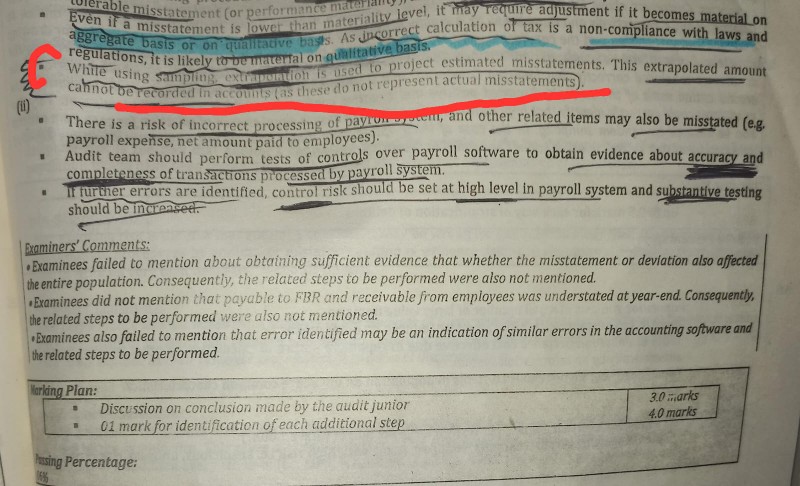 tolerable misstatement (or performance materiality), it may require adjustment if it becomes material on
▪ Even if a misstatement is lower than materiality level, it may require adjustment if it becomes material on
aggregate basis or on qualitative basis. As incorrect calculation of tax is a non-compliance with laws and
regulations, it is likely to be material on qualitative basis.
▪ While using sampling, extrapolation is used to project estimated misstatements. This extrapolated amount
cannot be recorded in accounts (as these do not represent actual misstatements).
(ii)
▪ There is a risk of incorrect processing of payroll system, and other related items may also be misstated (e.g.
payroll expense, net amount paid to employees).
▪ Audit team should perform tests of controls over payroll software to obtain evidence about accuracy and
completeness of transactions processed by payroll system.
▪ If further errors are identified, control risk should be set at high level in payroll system and substantive testing
should be increased.
Examiners' Comments:
•Examinees failed to mention about obtaining sufficient evidence that whether the misstatement or deviation also affected
the entire population. Consequently, the related steps to be performed were also not mentioned.
•Examinees did not mention that payable to FBR and receivable from employees was understated at year-end. Consequently,
the related steps to be performed were also not mentioned.
•Examinees also failed to mention that error identified may be an indication of similar errors in the accounting software and
the related steps to be performed.
Marking Plan:
▪ Discussion on conclusion made by the audit junior 3.0 marks
▪ 01 mark for identification of each additional step 4.0 marks
Passing Percentage: